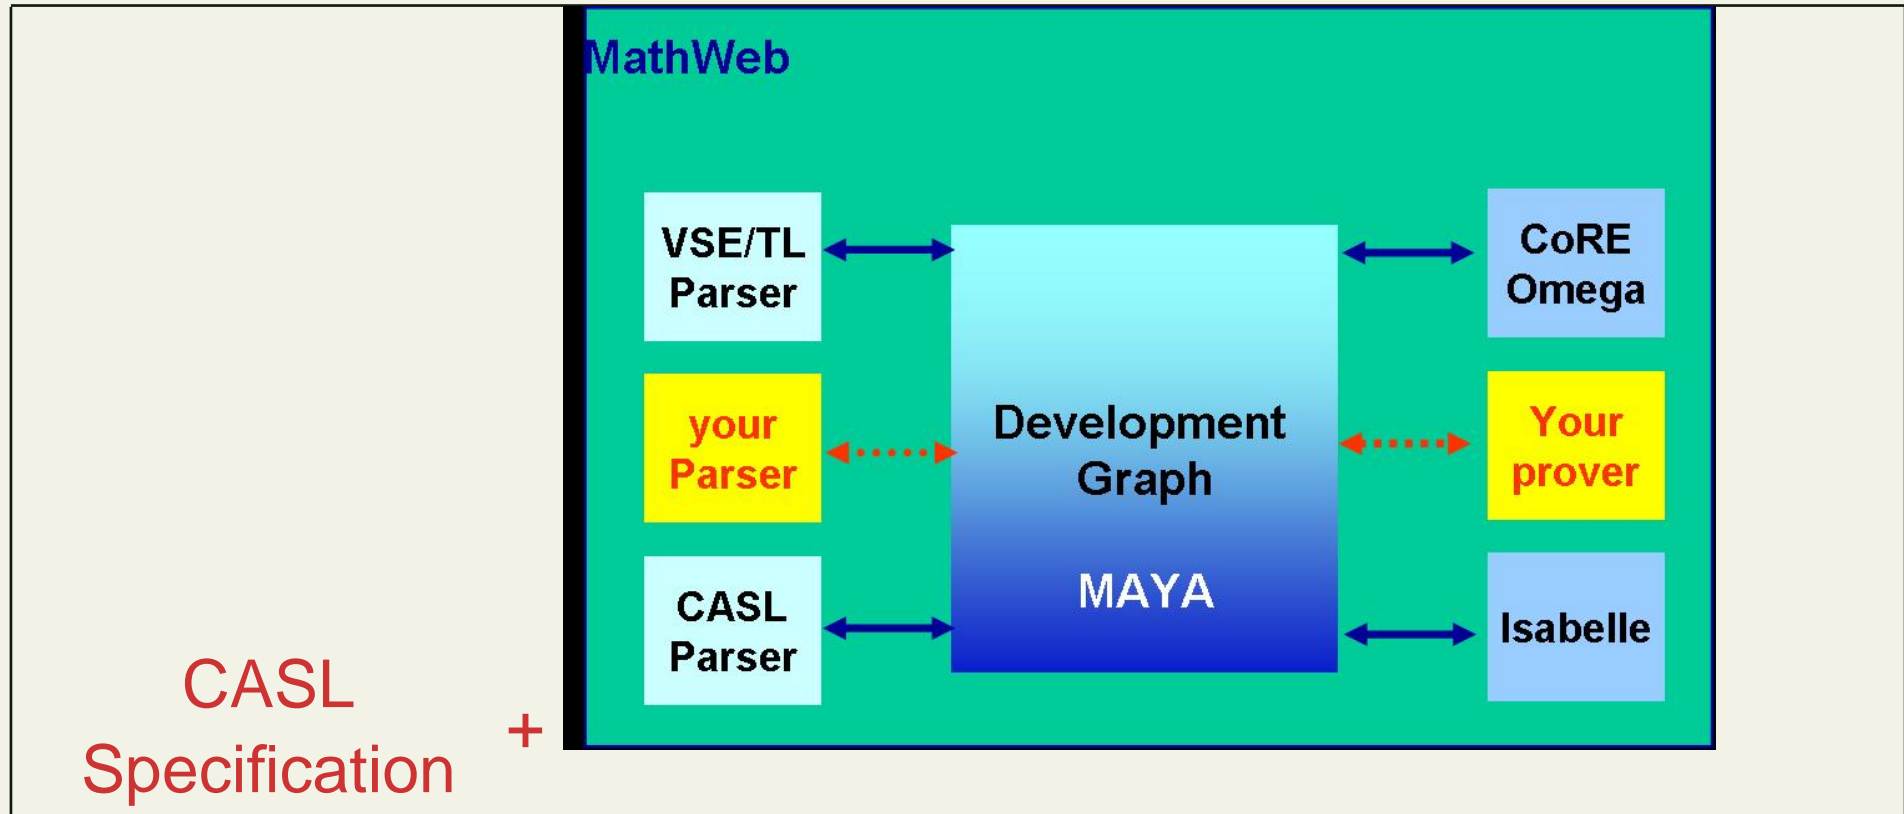 MathWeb
VSE/TL
Parser
CoRE
Omega
your
Parser
Development
Graph
MAYA
Your
prover
CASL
Parser
Isabelle
CASL
Specification
+